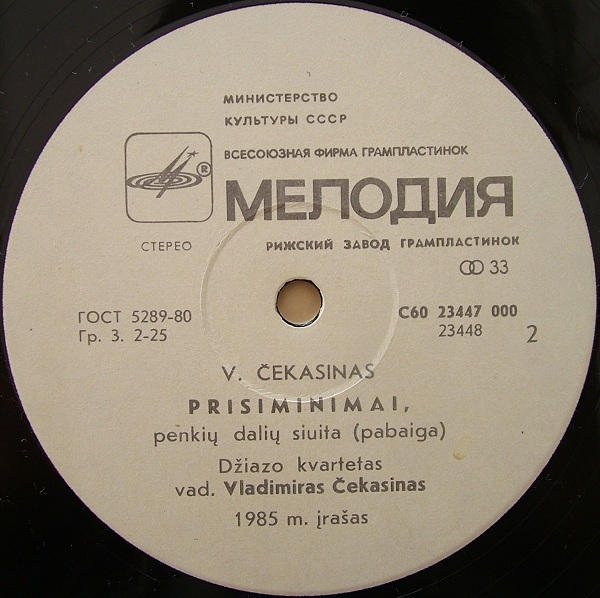 МИНИСТЕРСТВО
КУЛЬТУРЫ СССР
ВСЕСОЮЗНАЯ ФИРМА ГРАМПЛАСТИНОК
®
МЕЛОДИЯ
СТЕРЕО
РИЖСКИЙ ЗАВОД ГРАМПЛАСТИНОК
33
ГОСТ 5289-80
Гр. 3. 2-25
С60 23447 000
23448
2
V. ČEKASINAS
PRISIMINIMAI,
penkių dalių siuita (pabaiga)
Džiazo kvartetas
vad. Vladimiras Čekasinas
1985 m. įrašas